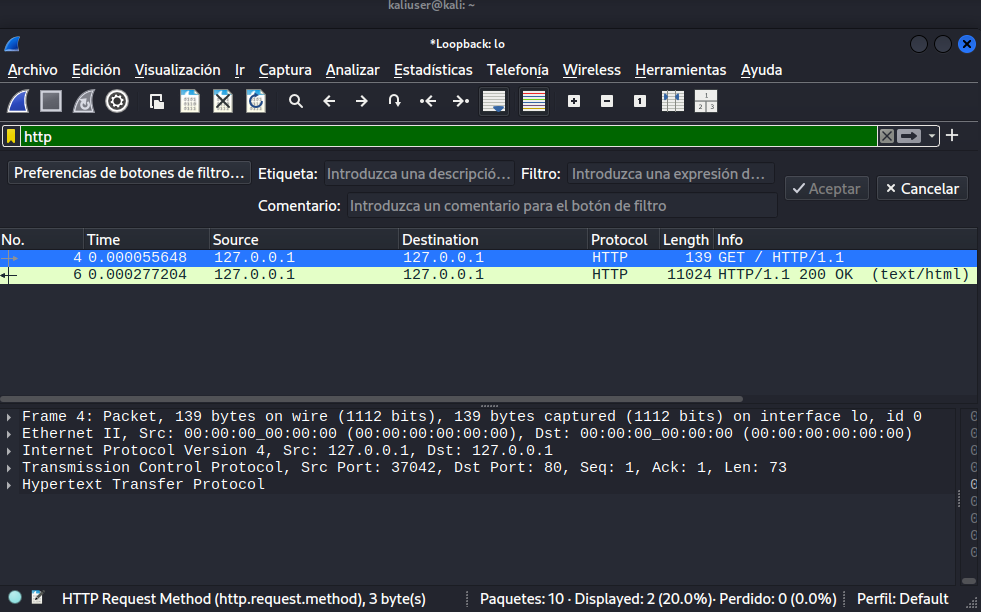 kaliuser@kali: ~
*Loopback: lo
Archivo Edición Visualización Ir Captura Analizar Estadísticas Telefonía Wireless Herramientas Ayuda
http
Preferencias de botones de filtro... Etiqueta: Introduzca una descripció... Filtro: Introduzca una expresión d... Aceptar Cancelar
Comentario: Introduzca un comentario para el botón de filtro
No. Time Source Destination Protocol Length Info
4 0.000055648 127.0.0.1 127.0.0.1 HTTP 139 GET / HTTP/1.1
6 0.000277204 127.0.0.1 127.0.0.1 HTTP 11024 HTTP/1.1 200 OK (text/html)
Frame 4: Packet, 139 bytes on wire (1112 bits), 139 bytes captured (1112 bits) on interface lo, id 0
Ethernet II, Src: 00:00:00_00:00:00 (00:00:00:00:00:00), Dst: 00:00:00_00:00:00 (00:00:00:00:00:00)
Internet Protocol Version 4, Src: 127.0.0.1, Dst: 127.0.0.1
Transmission Control Protocol, Src Port: 37042, Dst Port: 80, Seq: 1, Ack: 1, Len: 73
Hypertext Transfer Protocol
HTTP Request Method (http.request.method), 3 byte(s) Paquetes: 10 · Displayed: 2 (20.0%)· Perdido: 0 (0.0%) Perfil: Default